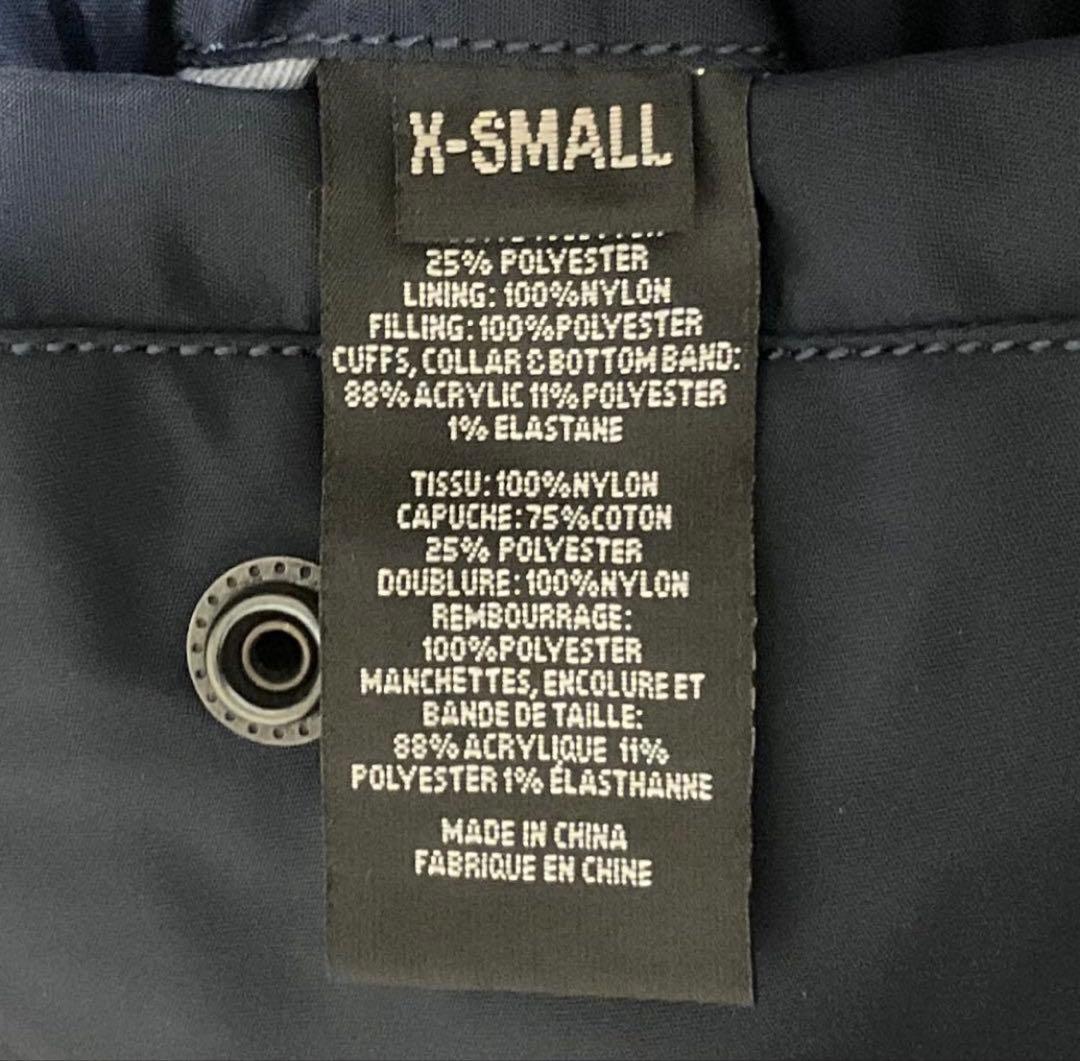 X-SMALL
25% POLYESTER
LINING: 100%NYLON
FILLING: 100%POLYESTER
CUFFS, COLLAR & BOTTOM BAND:
88% ACRYLIC 11% POLYESTER
1% ELASTANE
TISSU: 100%NYLON
CAPUCHE: 75%COTON
25% POLYESTER
DOUBLURE: 100%NYLON
REMBOURRAGE:
100%POLYESTER
MANCHETTES, ENCOLURE ET
BANDE DE TAILLE:
88% ACRYLIQUE 11%
POLYESTER 1% ÉLASTHANNE
MADE IN CHINA
FABRIQUE EN CHINE